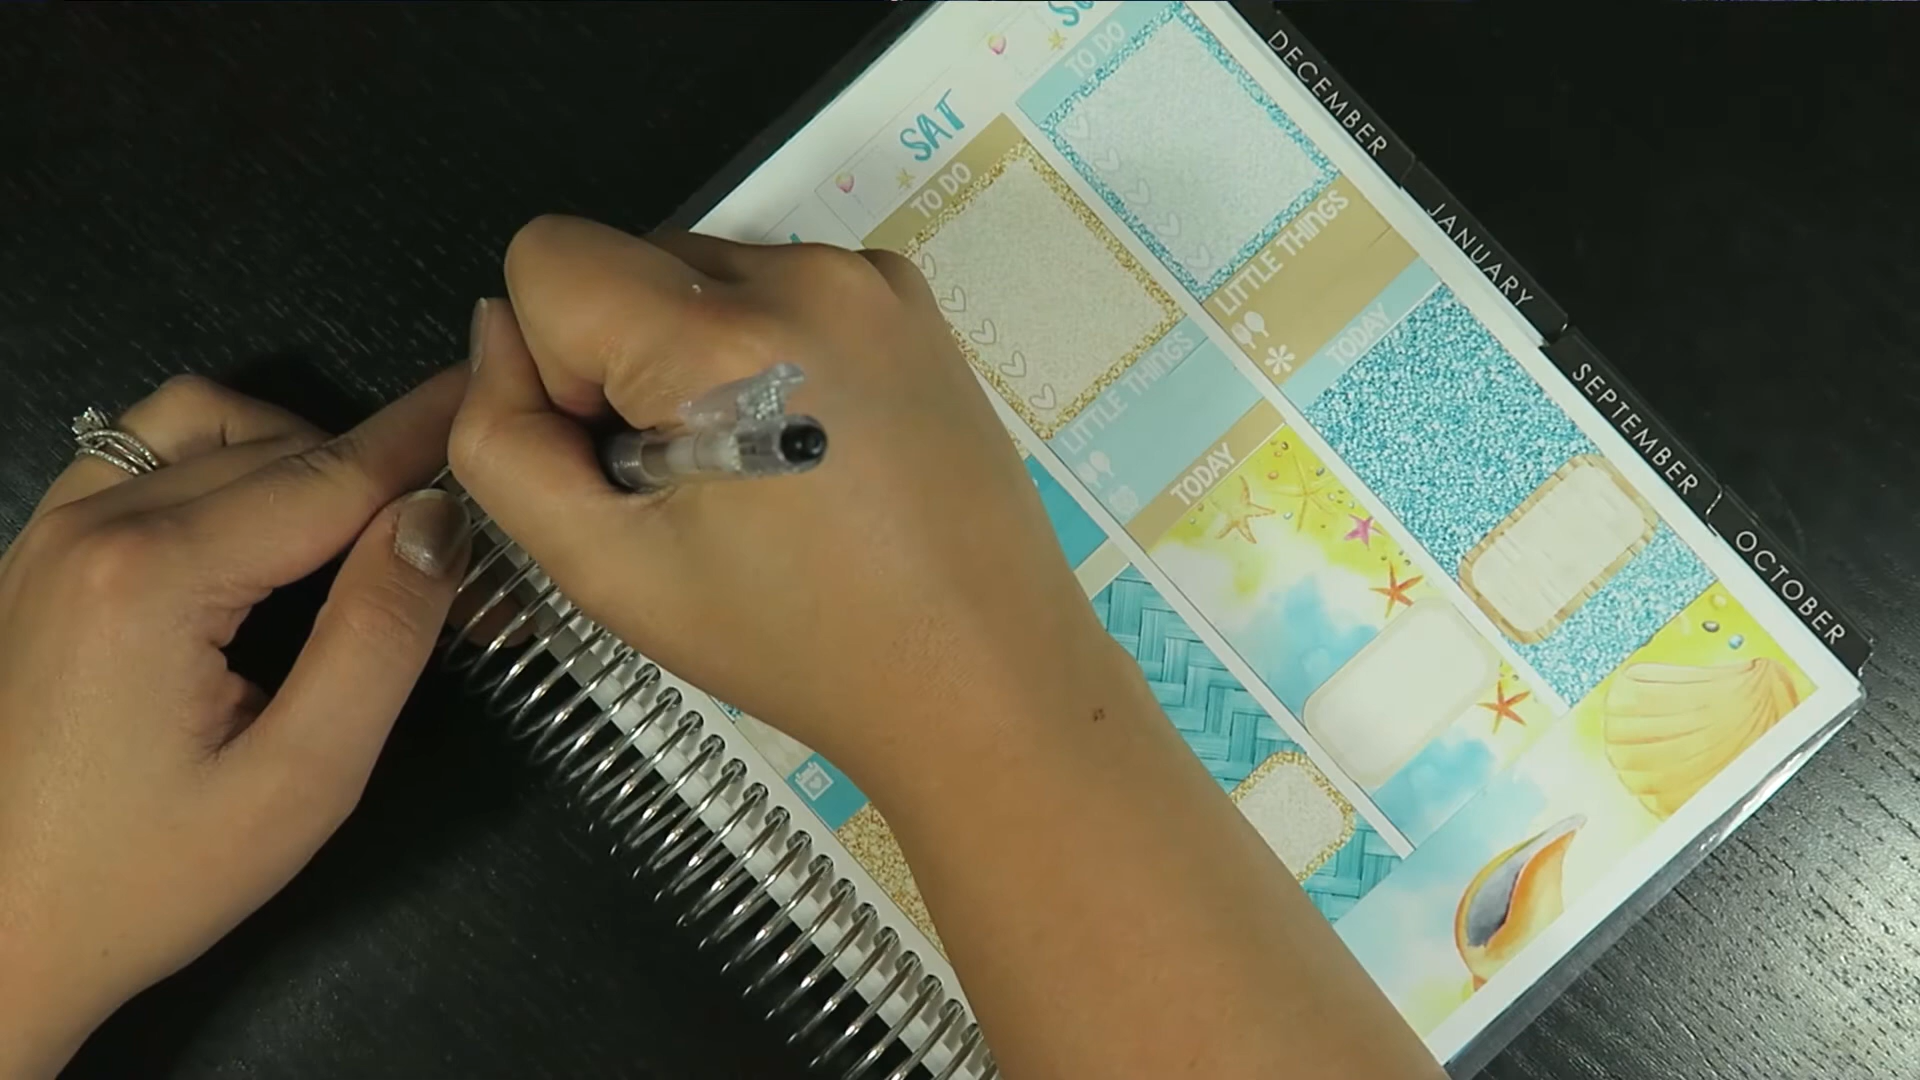 SAT
TO DO
LITTLE THINGS
TODAY
TO DO
LITTLE THINGS
TODAY
DECEMBER
JANUARY
SEPTEMBER
OCTOBER